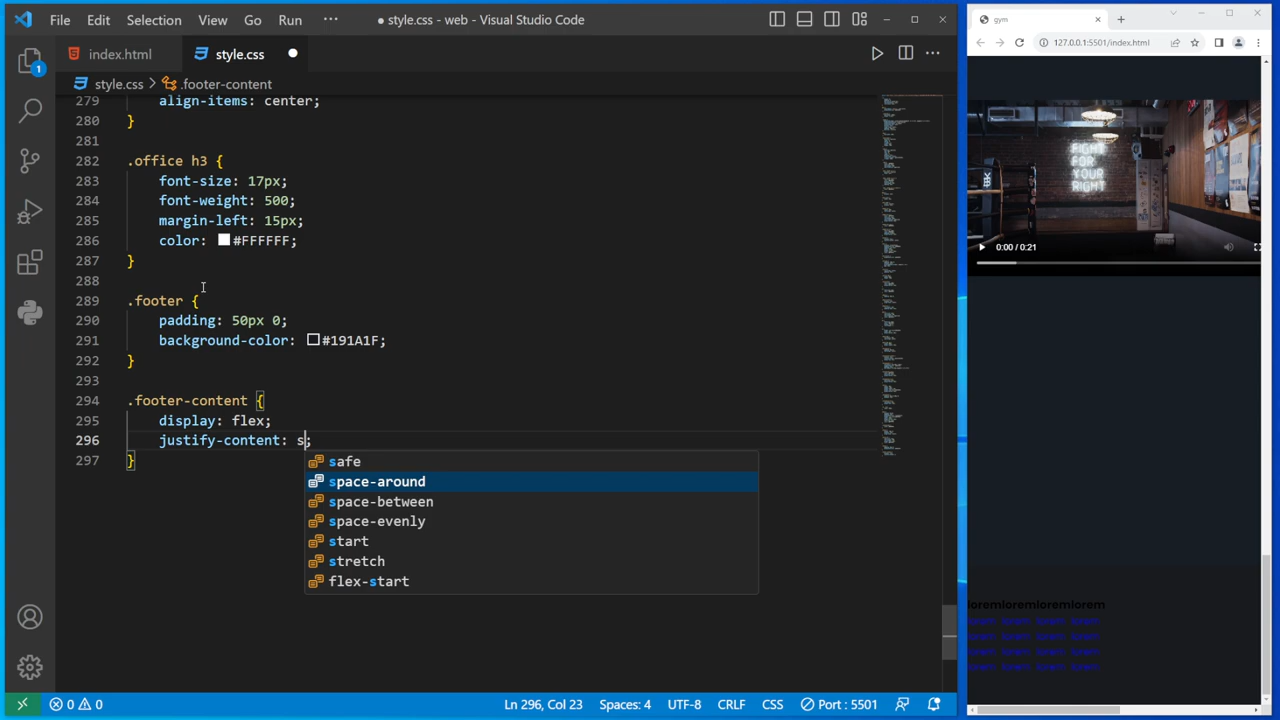 File Edit Selection View Go Run ··· ● style.css - web - Visual Studio Code
index.html style.css ●
style.css > .footer-content
279 align-items: center;
280 }
281
282 .office h3 {
283 font-size: 17px;
284 font-weight: 500;
285 margin-left: 15px;
286 color: #FFFFFF;
287 }
288
289 .footer {
290 padding: 50px 0;
291 background-color: #191A1F;
292 }
293
294 .footer-content {
295 display: flex;
296 justify-content: s;
297 }
safe
space-around
space-between
space-evenly
start
stretch
flex-start
1
0 0 Ln 296, Col 23 Spaces: 4 UTF-8 CRLF CSS Port : 5501
gym
127.0.0.1:5501/index.html
FIGHT
FOR
YOUR
RIGHT
0:00 / 0:21
loremloremloremlorem